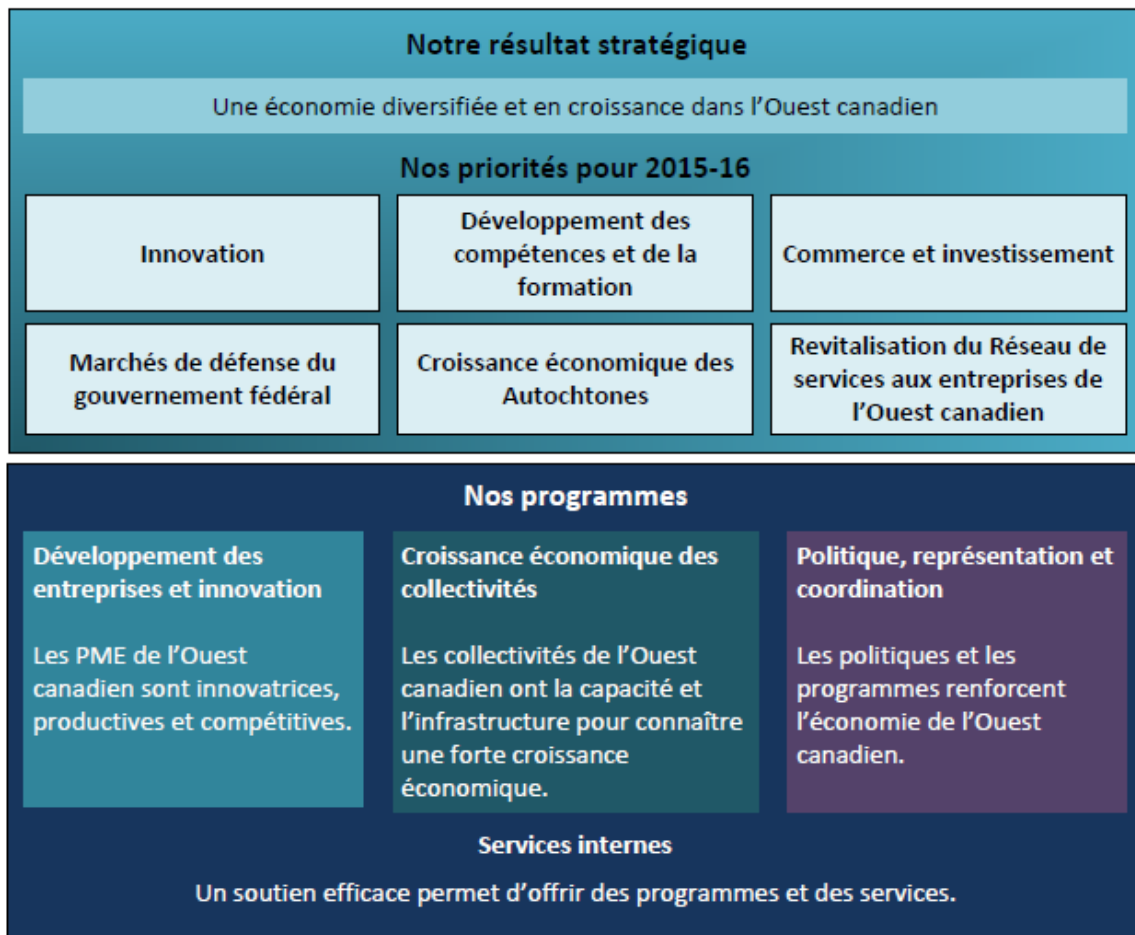 Notre résultat stratégique
Une économie diversifiée et en croissance dans l’Ouest canadien
Nos priorités pour 2015-16
Innovation
Développement des
compétences et de la
formation
Commerce et investissement
Marchés de défense du
gouvernement fédéral
Croissance économique des
Autochtones
Revitalisation du Réseau de
services aux entreprises de
l’Ouest canadien
Nos programmes
Développement des
entreprises et innovation
Les PME de l’Ouest
canadien sont innovatrices,
productives et compétitives.
Croissance économique des
collectivités
Les collectivités de l’Ouest
canadien ont la capacité et
l’infrastructure pour connaître
une forte croissance
économique.
Politique, représentation et
coordination
Les politiques et les
programmes renforcent
l’économie de l’Ouest
canadien.
Services internes
Un soutien efficace permet d’offrir des programmes et des services.